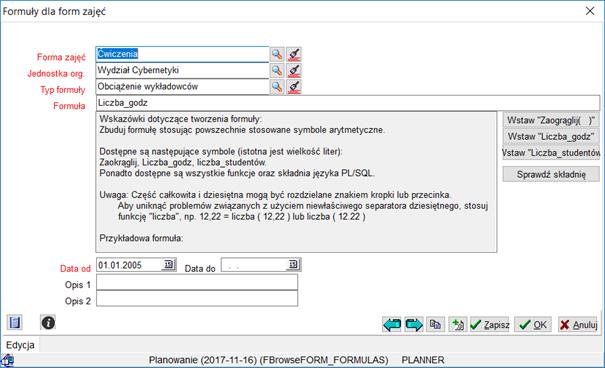 Formuły dla form zajęć
Forma zajęć Ćwiczenia
Jednostka org. Wydział Cybernetyki
Typ formuły Obciążenie wykładowców
Formuła Liczba_godz
Wskazówki dotyczące tworzenia formuły:
Zbuduj formułę stosując powszechnie stosowane symbole arytmetyczne.
Dostępne są następujące symbole (istotna jest wielkość liter):
Zaokrąglij, Liczba_godz, liczba_studentów.
Ponadto dostępne są wszystkie funkcje oraz składnia języka PL/SQL.
Uwaga: Część całkowita i dziesiętna mogą być rozdzielane znakiem kropki lub przecinka.
Aby uniknąć problemów związanych z użyciem niewłaściwego separatora dziesiętnego, stosuj
funkcję "liczba", np. 12,22 = liczba ( 12,22 ) lub liczba ( 12.22 )
Przykładowa formuła:
Wstaw "Zaogrąglij( )"
Wstaw "Liczba_godz"
Wstaw "Liczba_studentów
Sprawdź składnię
Data od 01.01.2005 Data do . .
Opis 1
Opis 2
Zapisz OK Anuluj
Edycja
Planowanie (2017-11-16) (FBrowseFORM_FORMULAS) PLANNER